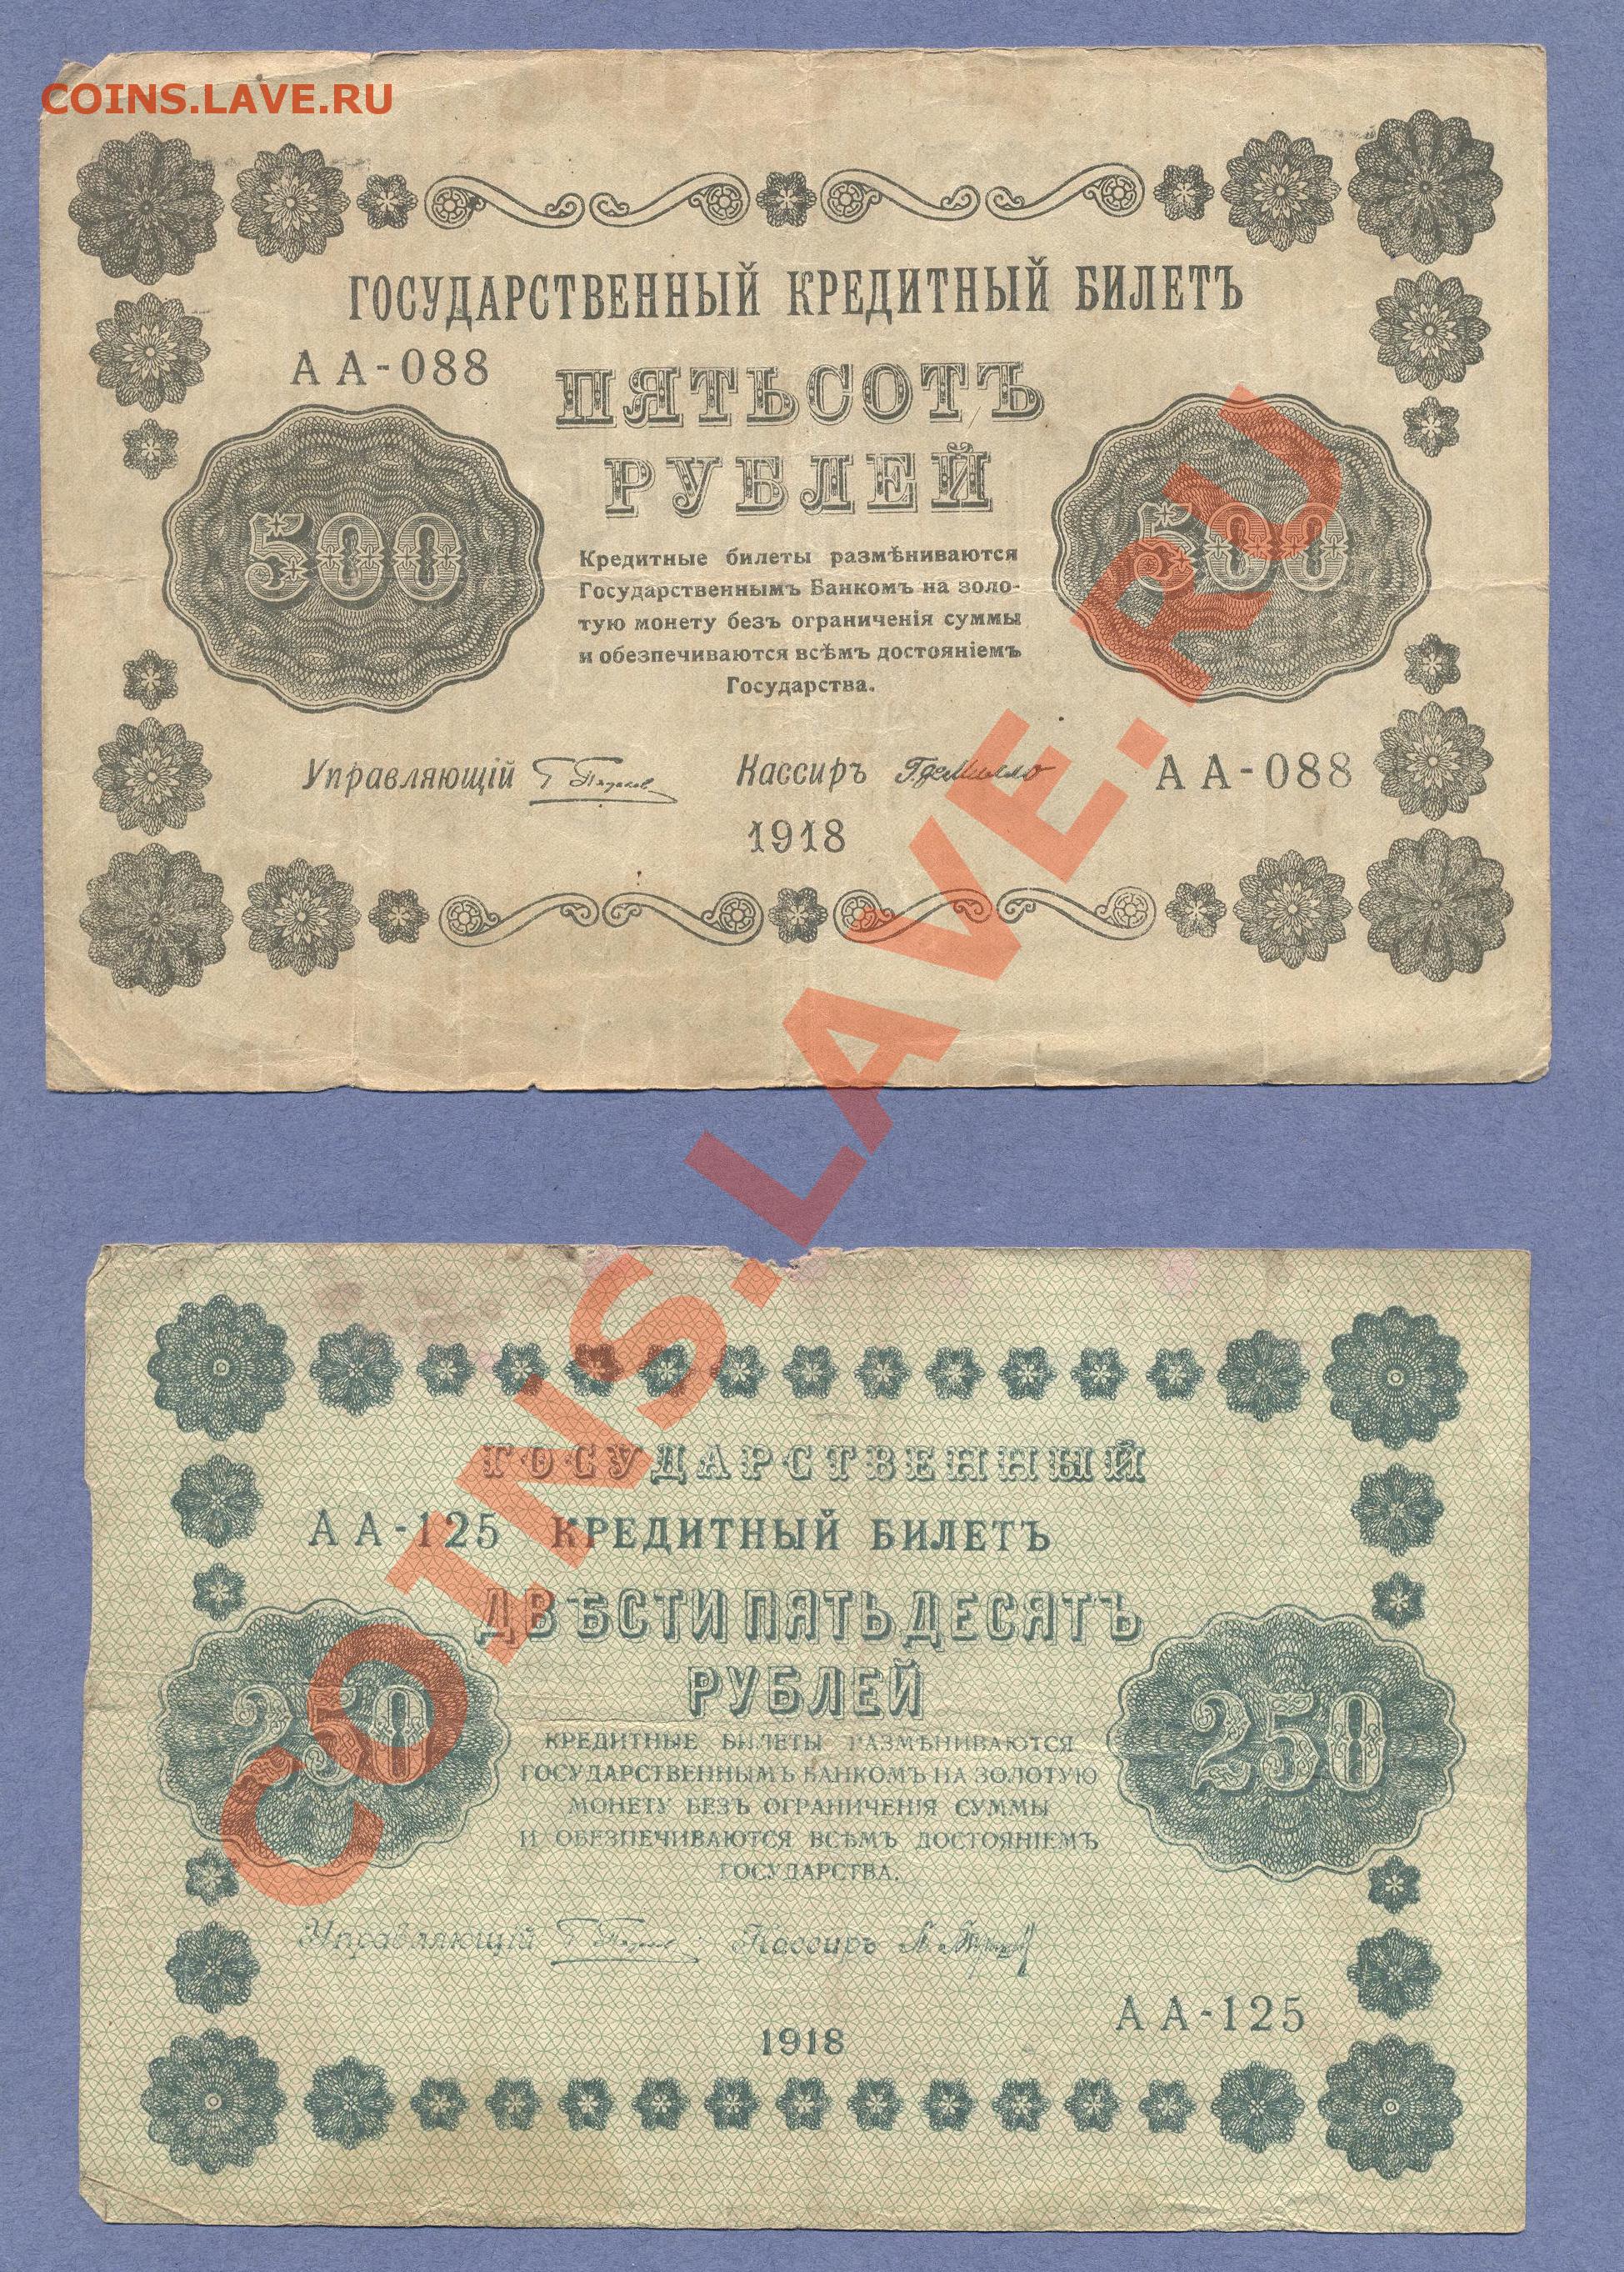 COINS.LAVE.RU
ГОСУДАРСТВЕННЫЙ КРЕДИТНЫЙ БИЛЕТЪ
АА-088
ПЯТЬСОТЪ
РУБЛЕЙ
500
500
Кредитные билеты размѣниваются
Государственнымъ Банкомъ на золо-
тую монету безъ ограниченія суммы
и обезпечиваются всѣмъ достояніемъ
Государства.
Управляющій
Кассиръ
АА-088
1918
COINS.LAVE.RU
ГОСУДАРСТВЕННЫЙ
АА-125 КРЕДИТНЫЙ БИЛЕТЪ
ДВѢСТИ ПЯТЬДЕСЯТЪ
РУБЛЕЙ
250
250
КРЕДИТНЫЕ БИЛЕТЫ РАЗМѢНИВАЮТСЯ
ГОСУДАРСТВЕННЫМЪ БАНКОМЪ НА ЗОЛОТУЮ
МОНЕТУ БЕЗЪ ОГРАНИЧЕНІЯ СУММЫ
И ОБЕЗПЕЧИВАЮТСЯ ВСѢМЪ ДОСТОЯНІЕМЪ
ГОСУДАРСТВА.
Управляющій
Кассиръ
АА-125
1918